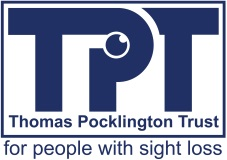 TPT
Thomas Pocklington Trust
for people with sight loss